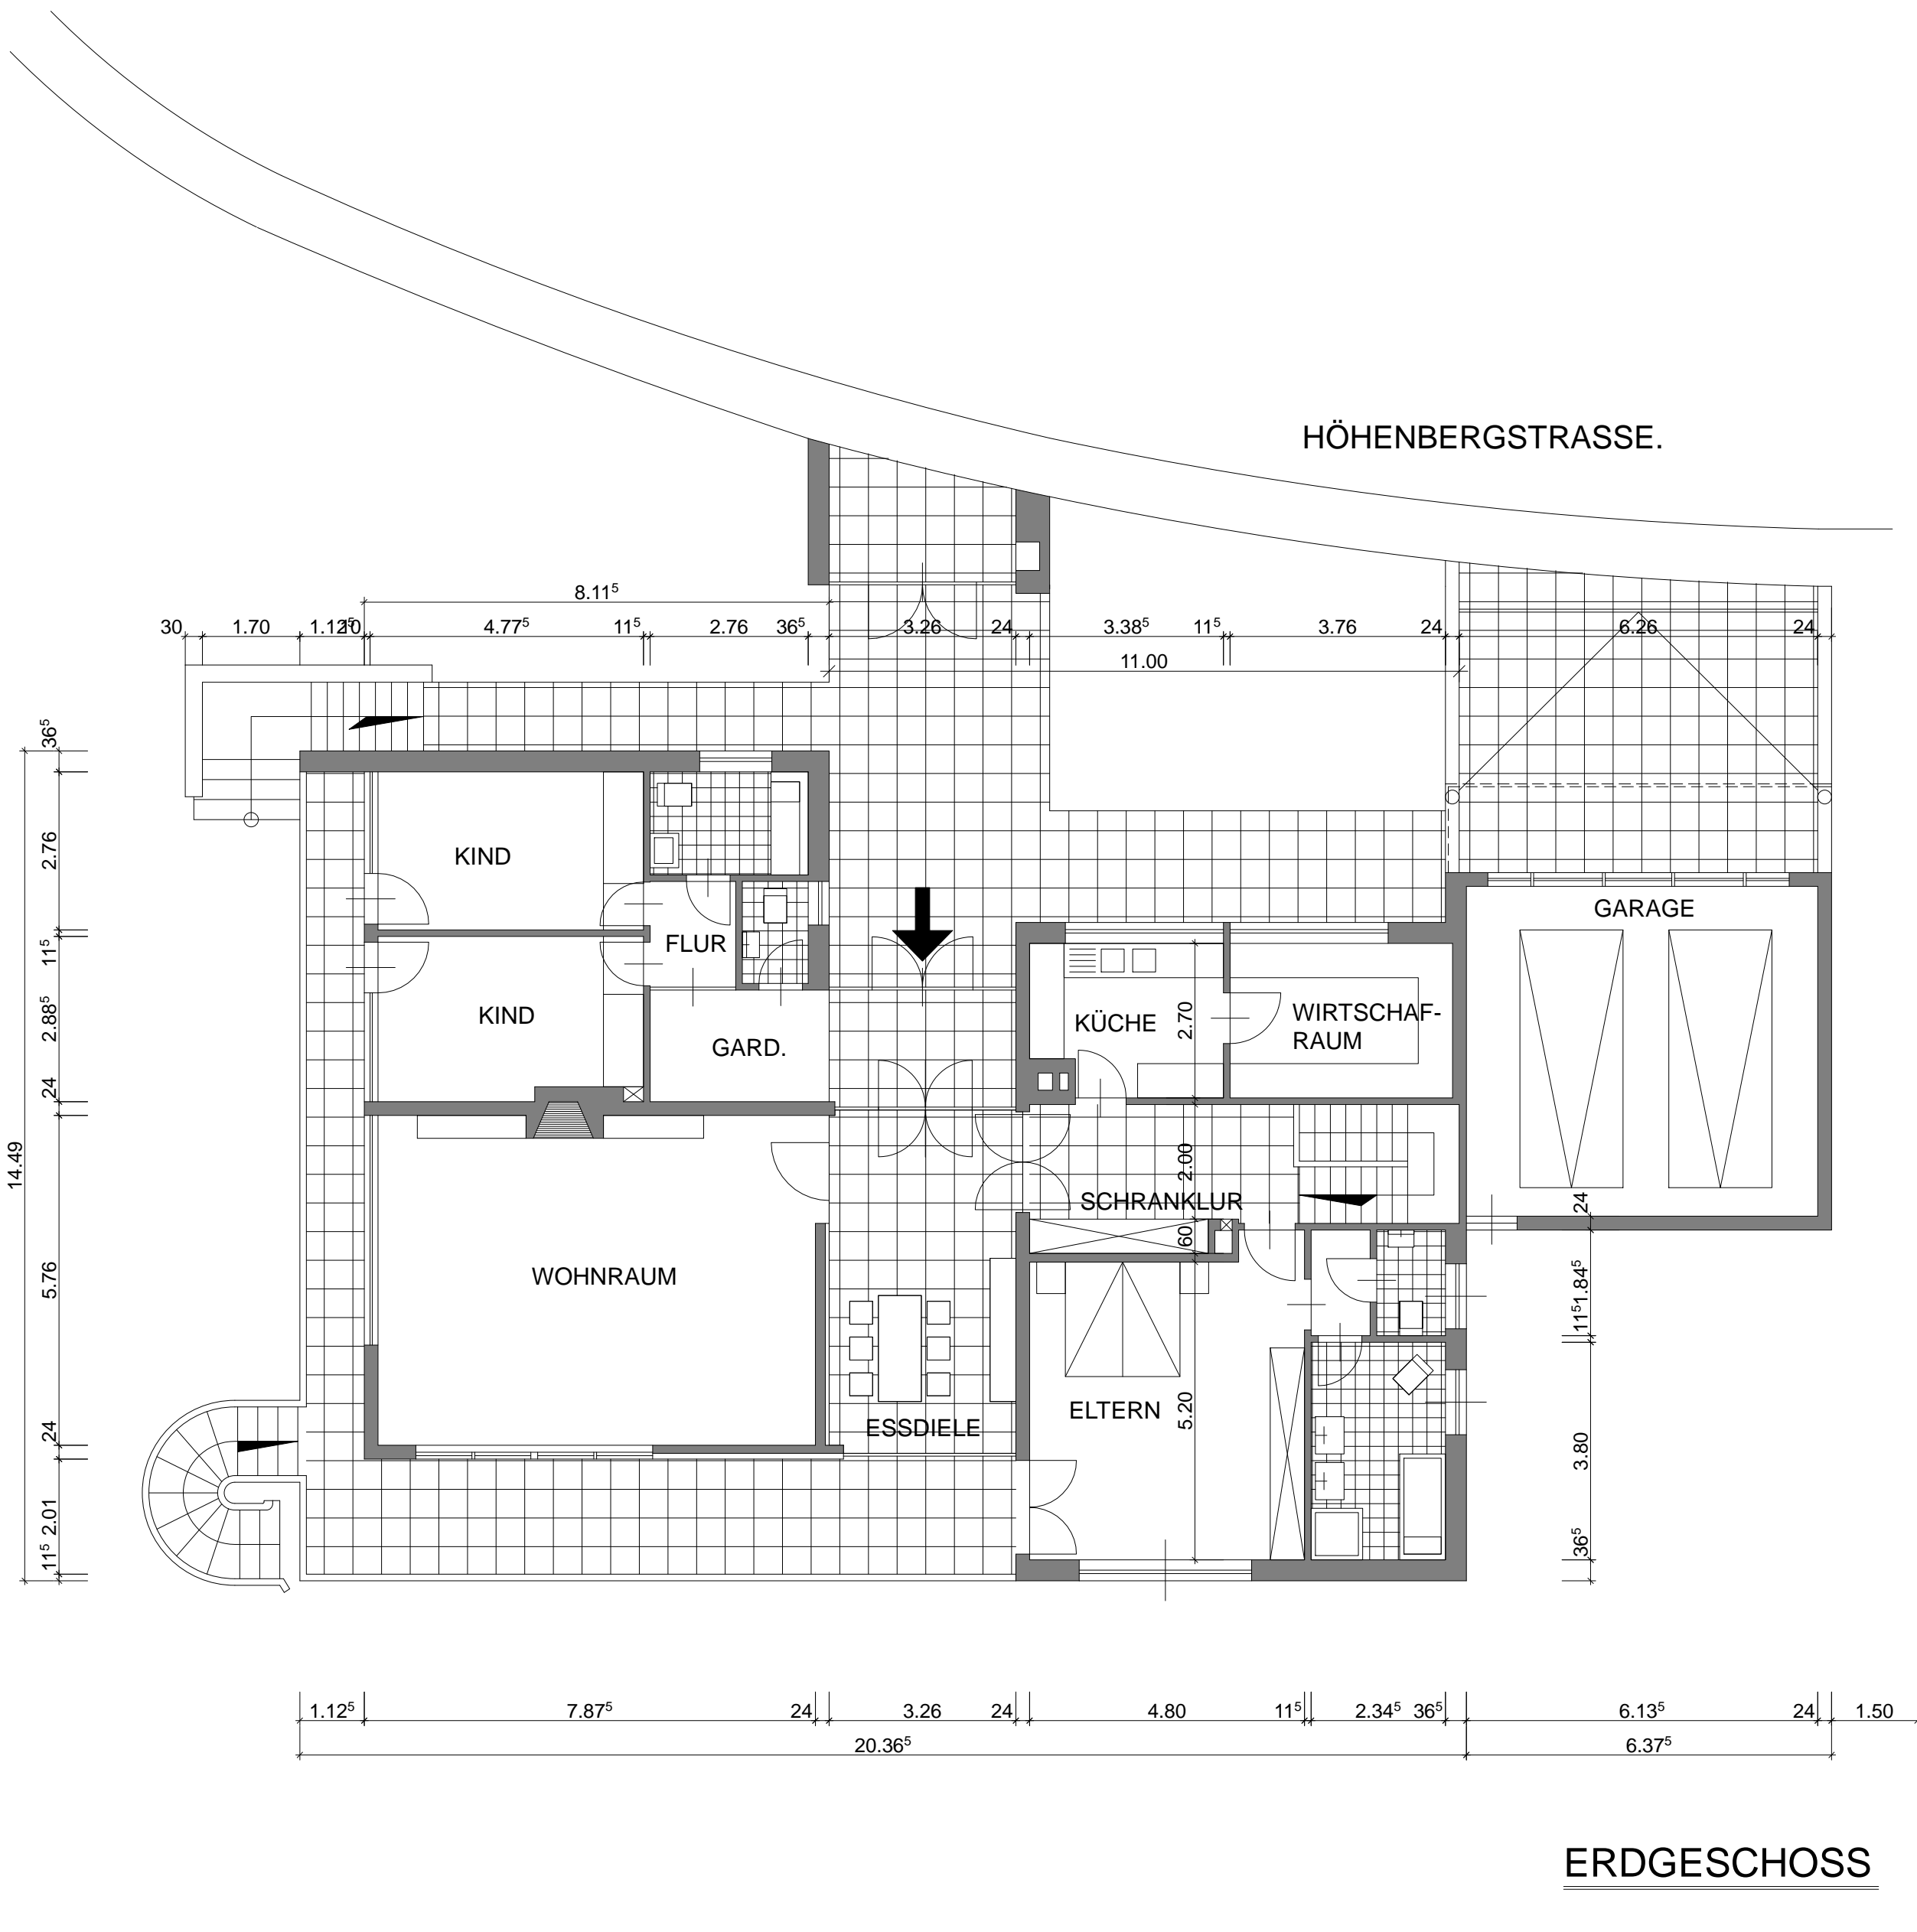 HÖHENBERGSTRASSE.
8.11⁵
30 1.70 1.12⁵ 10 4.77⁵ 11⁵ 2.76 36⁵ 3.26 24 3.38⁵ 11⁵ 3.76 24 6.26 24
11.00
36⁵
2.76
11⁵
2.88⁵
24
5.76
24
2.01
11⁵
14.49
KIND
KIND
FLUR
GARD.
GARAGE
KÜCHE
2.70
WIRTSCHAF-
RAUM
2.00
SCHRANKLUR
60
WOHNRAUM
ESSDIELE
ELTERN
5.20
24
1.84⁵
11⁵
3.80
36⁵
1.12⁵ 7.87⁵ 24 3.26 24 4.80 11⁵ 2.34⁵ 36⁵ 6.13⁵ 24 1.50
20.36⁵ 6.37⁵
ERDGESCHOSS